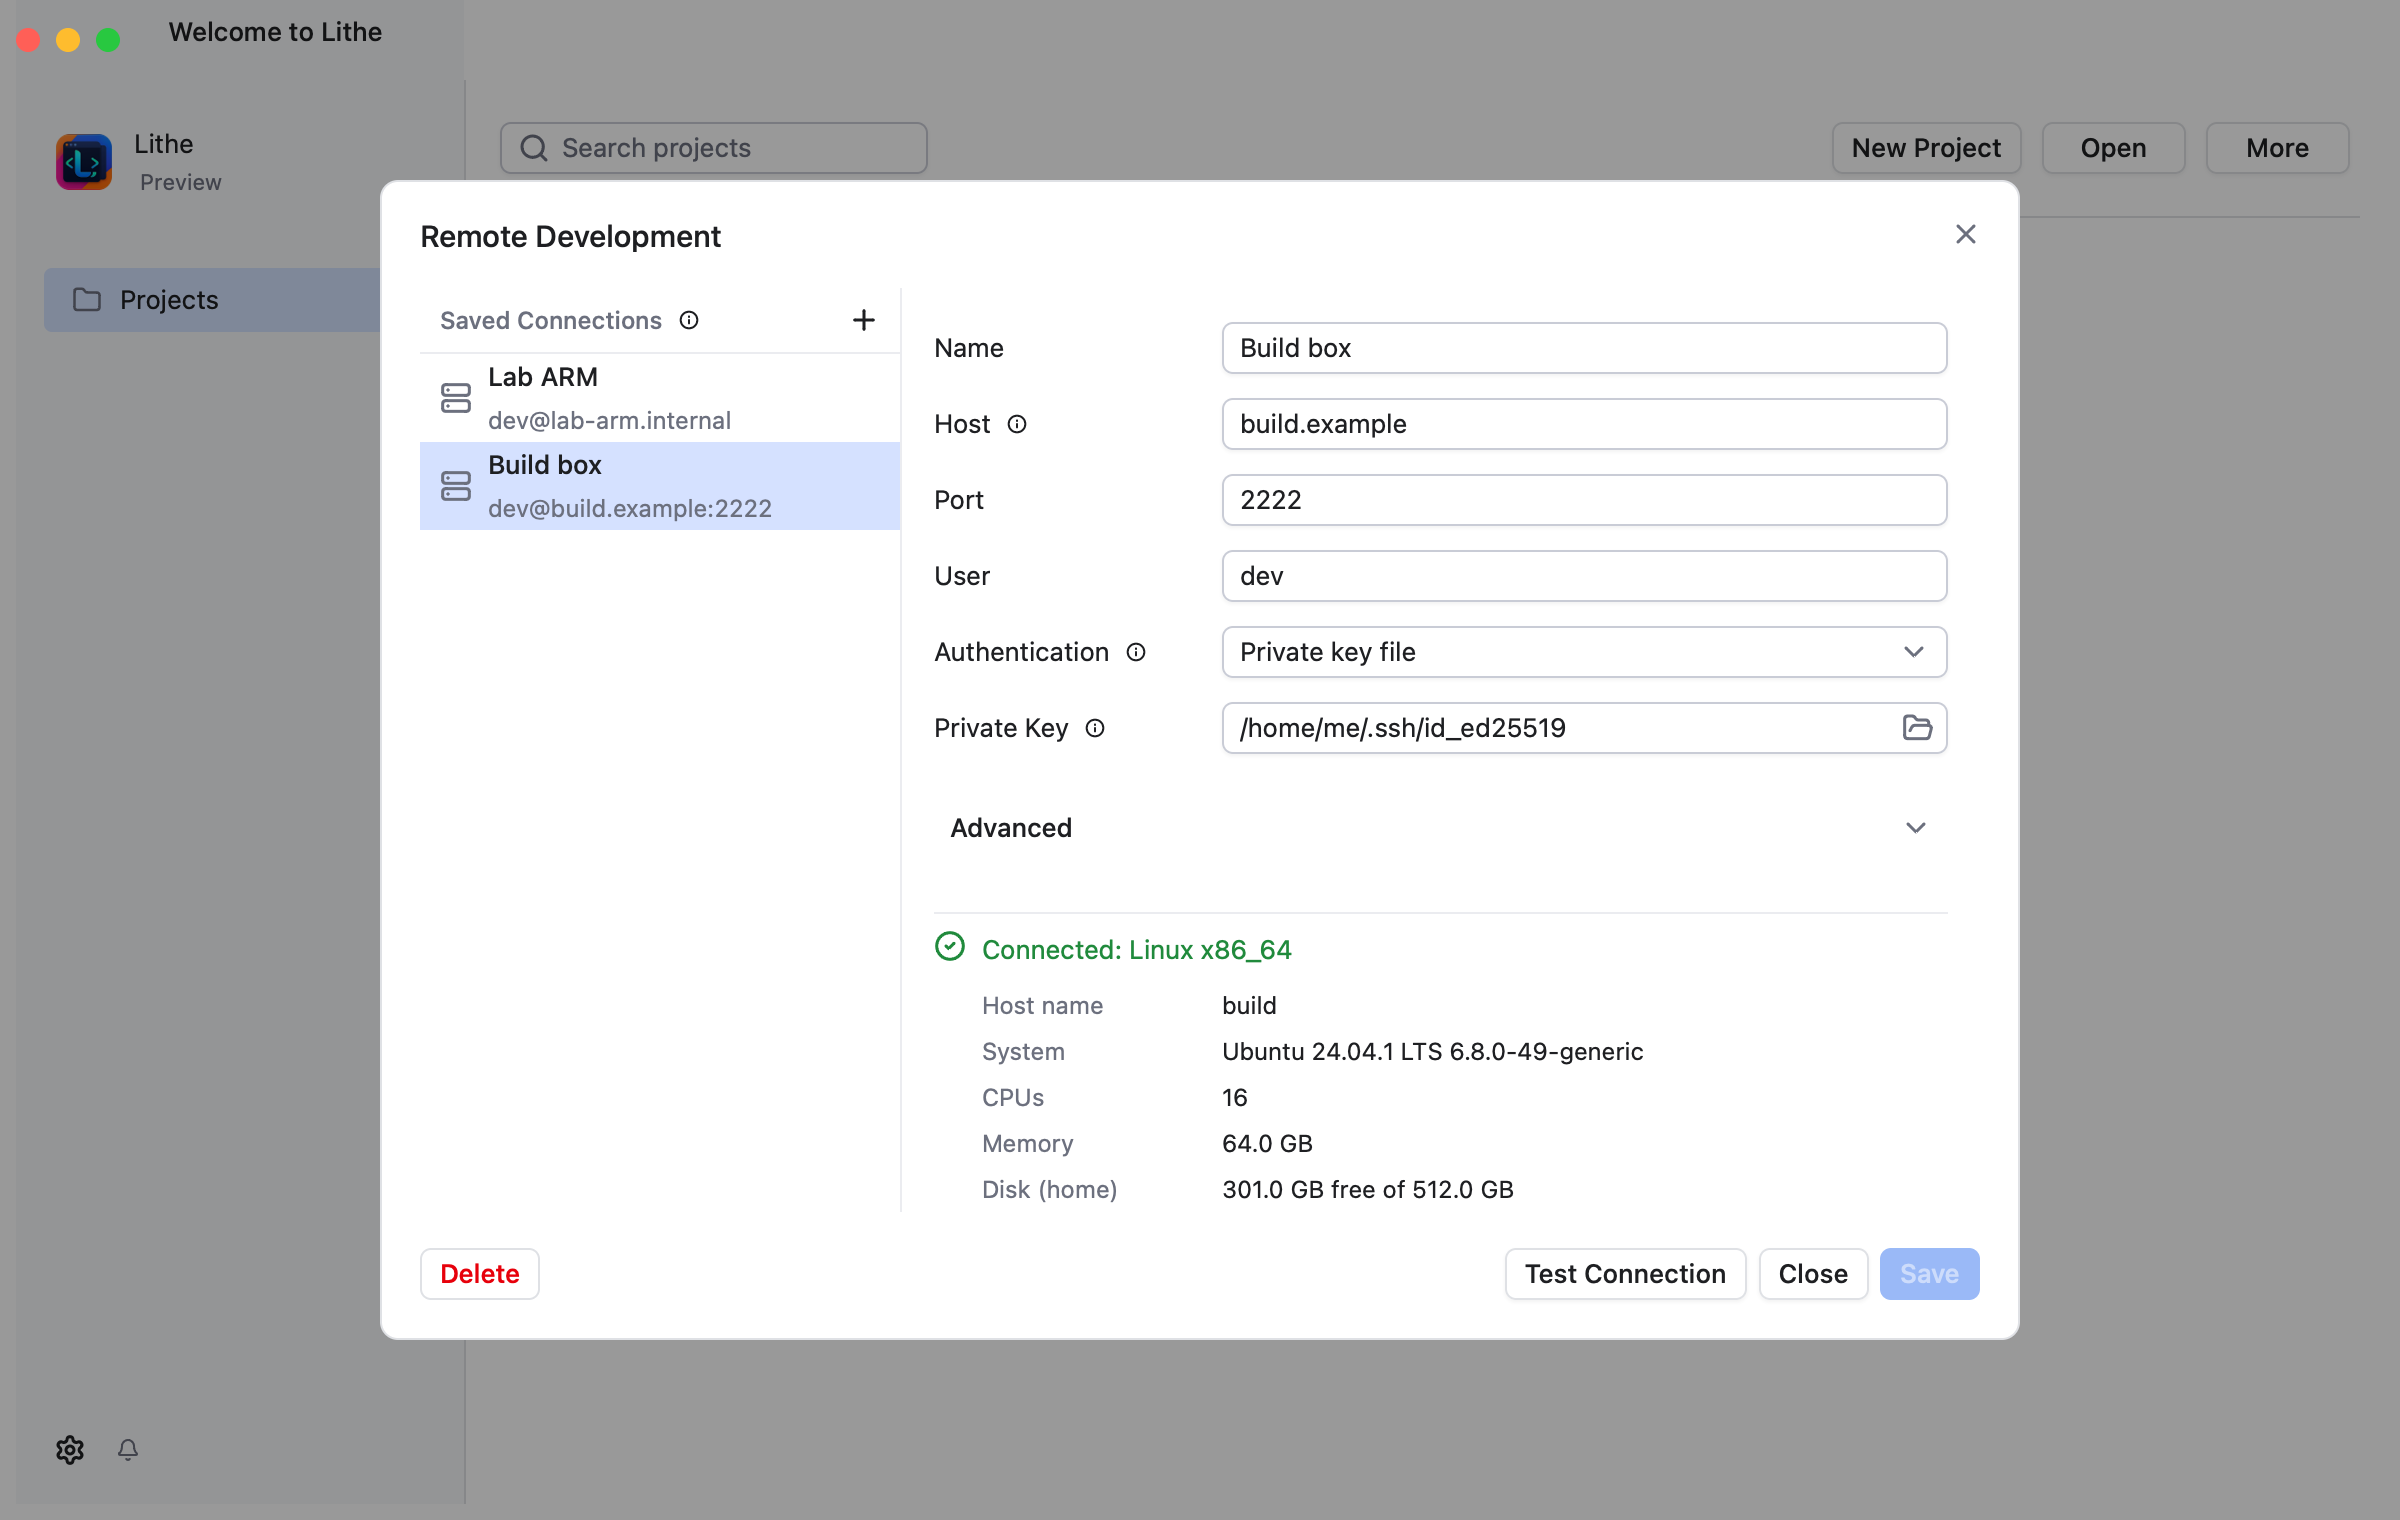 Welcome to Lithe
Lithe
Preview
Search projects
New Project
Open
More
Projects
Remote Development
Saved Connections
Lab ARM
dev@lab-arm.internal
Build box
dev@build.example:2222
Name
Build box
Host
build.example
Port
2222
User
dev
Authentication
Private key file
Private Key
/home/me/.ssh/id_ed25519
Advanced
Connected: Linux x86_64
Host name
build
System
Ubuntu 24.04.1 LTS 6.8.0-49-generic
CPUs
16
Memory
64.0 GB
Disk (home)
301.0 GB free of 512.0 GB
Delete
Test Connection
Close
Save